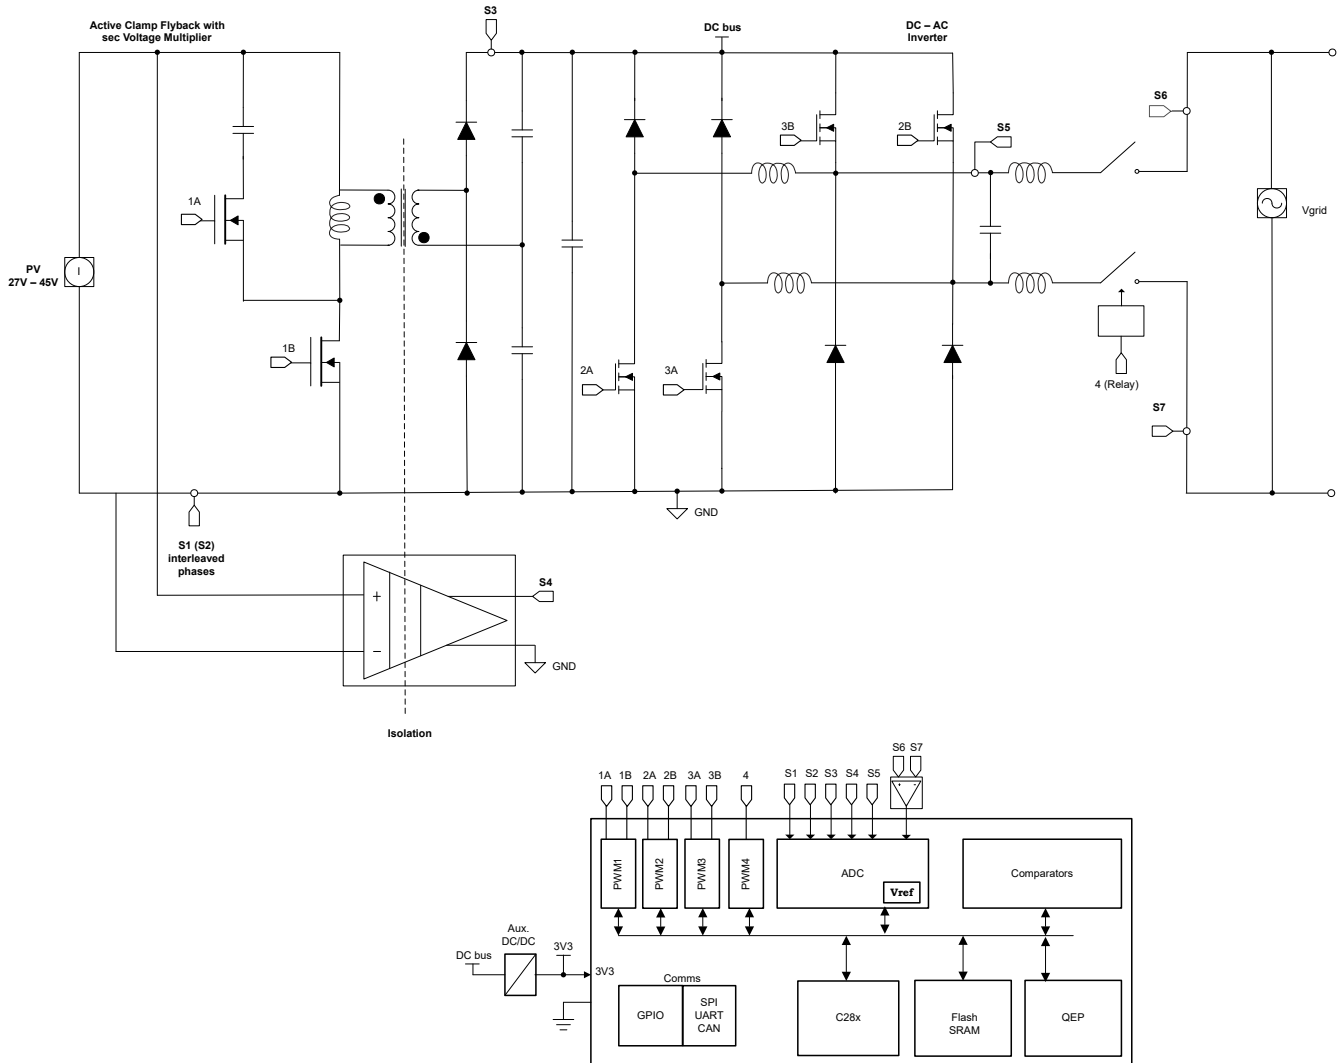 S3
Active Clamp Flyback with
sec Voltage Multiplier
DC bus
DC – AC
Inverter
S6
3B
2B
S5
1A
Vgrid
PV
27V – 45V
I
1B
2A
3A
4 (Relay)
S7
GND
S1 (S2)
interleaved
phases
S4
+
−
GND
Isolation
S6 S7
1A 1B 2A 2B 3A 3B 4 S1 S2 S3 S4 S5
+ -
PWM1
PWM2
PWM3
PWM4
ADC
Vref
Comparators
Aux.
DC/DC
DC bus
3V3
3V3
Comms
GPIO
SPI
UART
CAN
C28x
Flash
SRAM
QEP